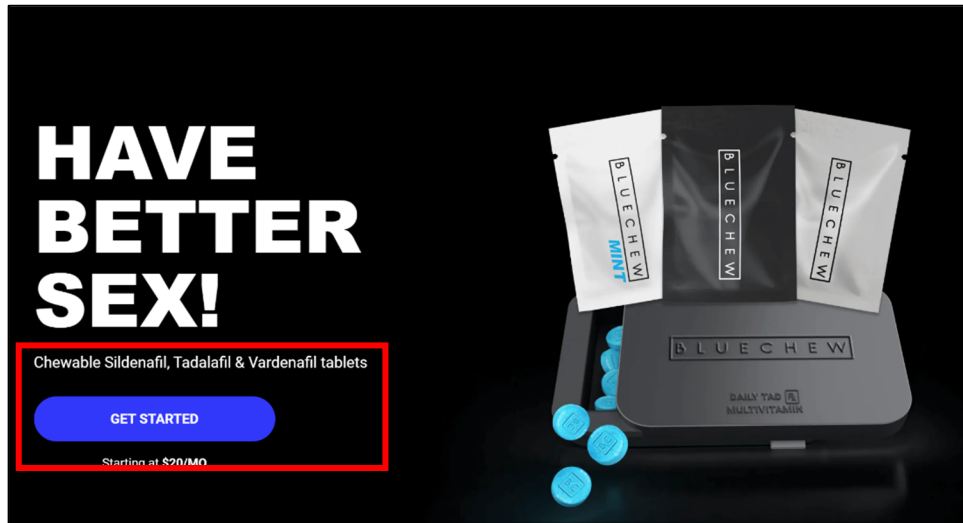 HAVE
BETTER
SEX!
Chewable Sildenafil, Tadalafil & Vardenafil tablets
GET STARTED
Starting at $20/MO
BLUECHEW
MINT
BLUECHEW
BLUECHEW
BLUECHEW
DAILY TAD Rx
MULTIVITAMIN